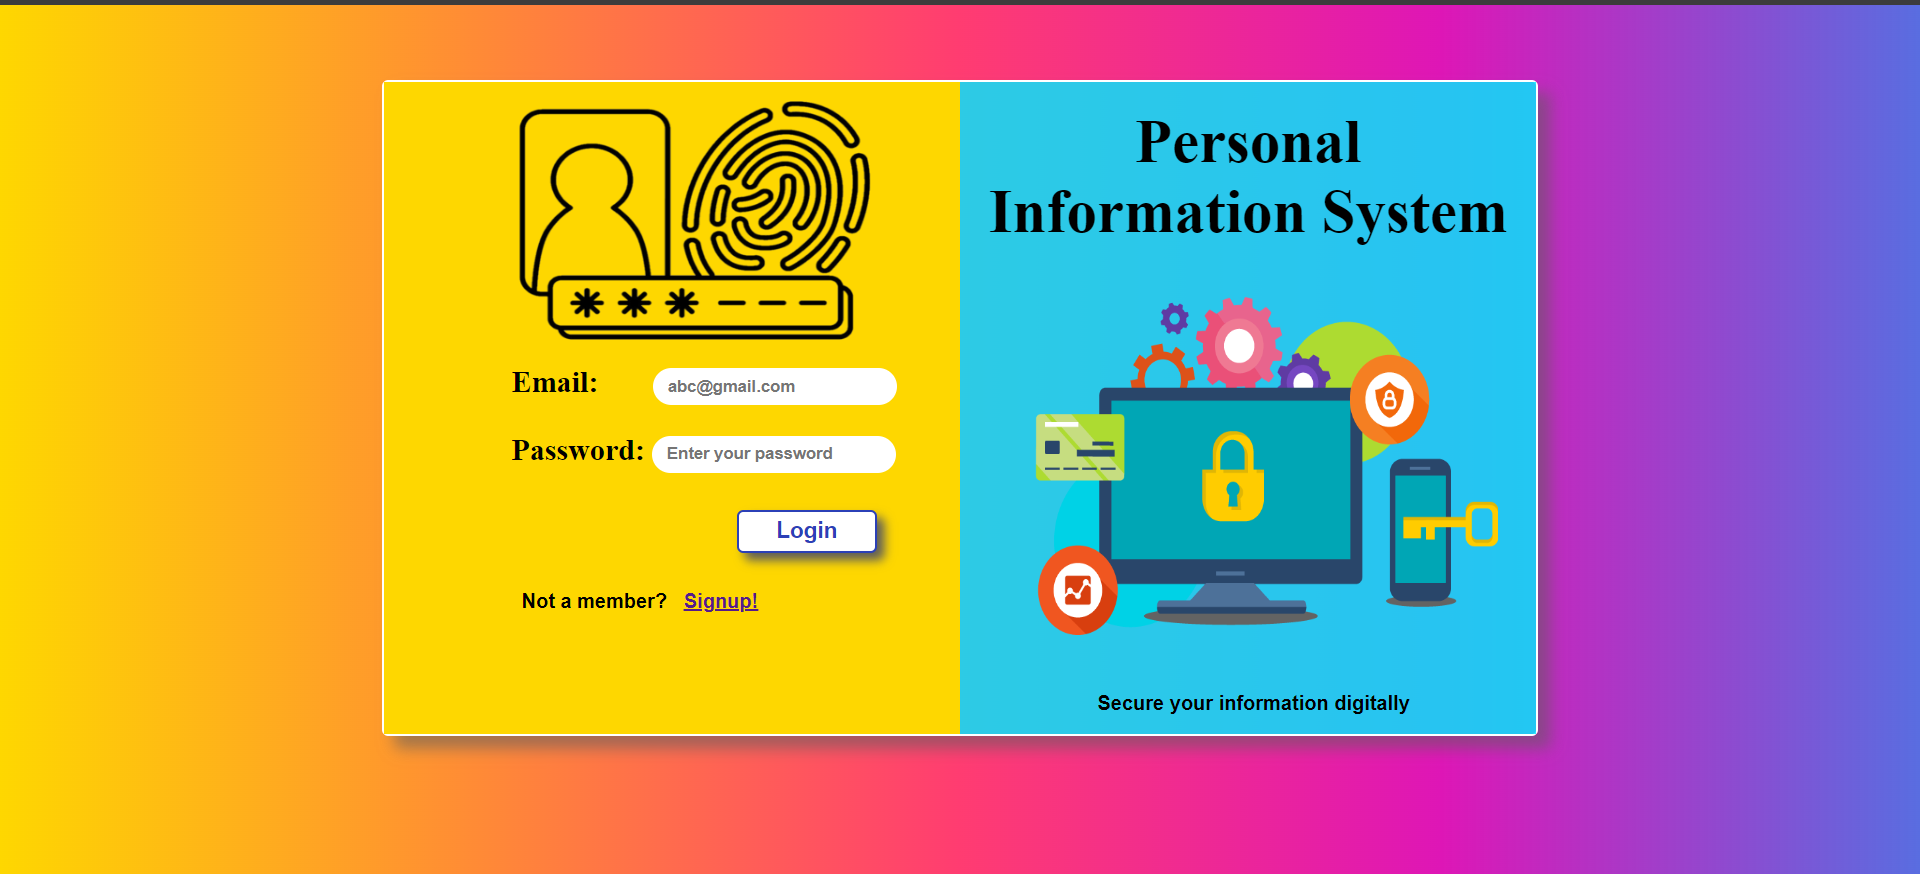 Personal
Information System
Email:
abc@gmail.com
Password:
Enter your password
Login
Not a member? Signup!
Secure your information digitally